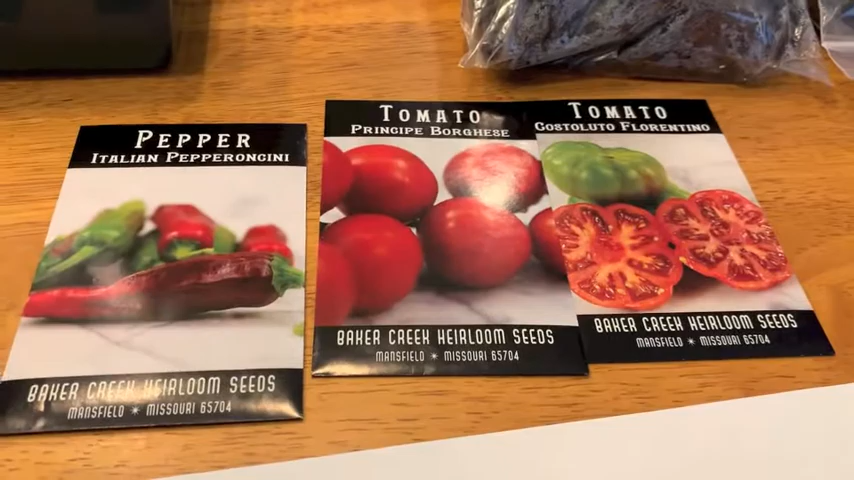 PEPPER
ITALIAN PEPPERONCINI
BAKER CREEK HEIRLOOM SEEDS
MANSFIELD * MISSOURI 65704
TOMATO
PRINCIPE BORGHESE
BAKER CREEK HEIRLOOM SEEDS
MANSFIELD * MISSOURI 65704
TOMATO
COSTOLUTO FLORENTINO
BAKER CREEK HEIRLOOM SEEDS
MANSFIELD * MISSOURI 65704